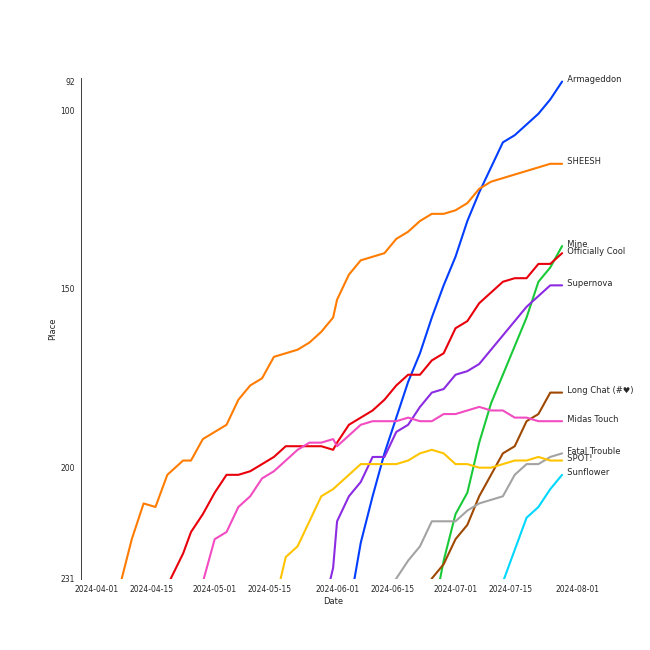 92
Armageddon
100
SHEESH
Mine
Officially Cool
Supernova
150
Place
Long Chat (#♥)
Midas Touch
Fatal Trouble
SPOT!
200
Sunflower
231
2024-04-01 2024-04-15 2024-05-01 2024-05-15 2024-06-01 2024-06-15 2024-07-01 2024-07-15 2024-08-01
Date